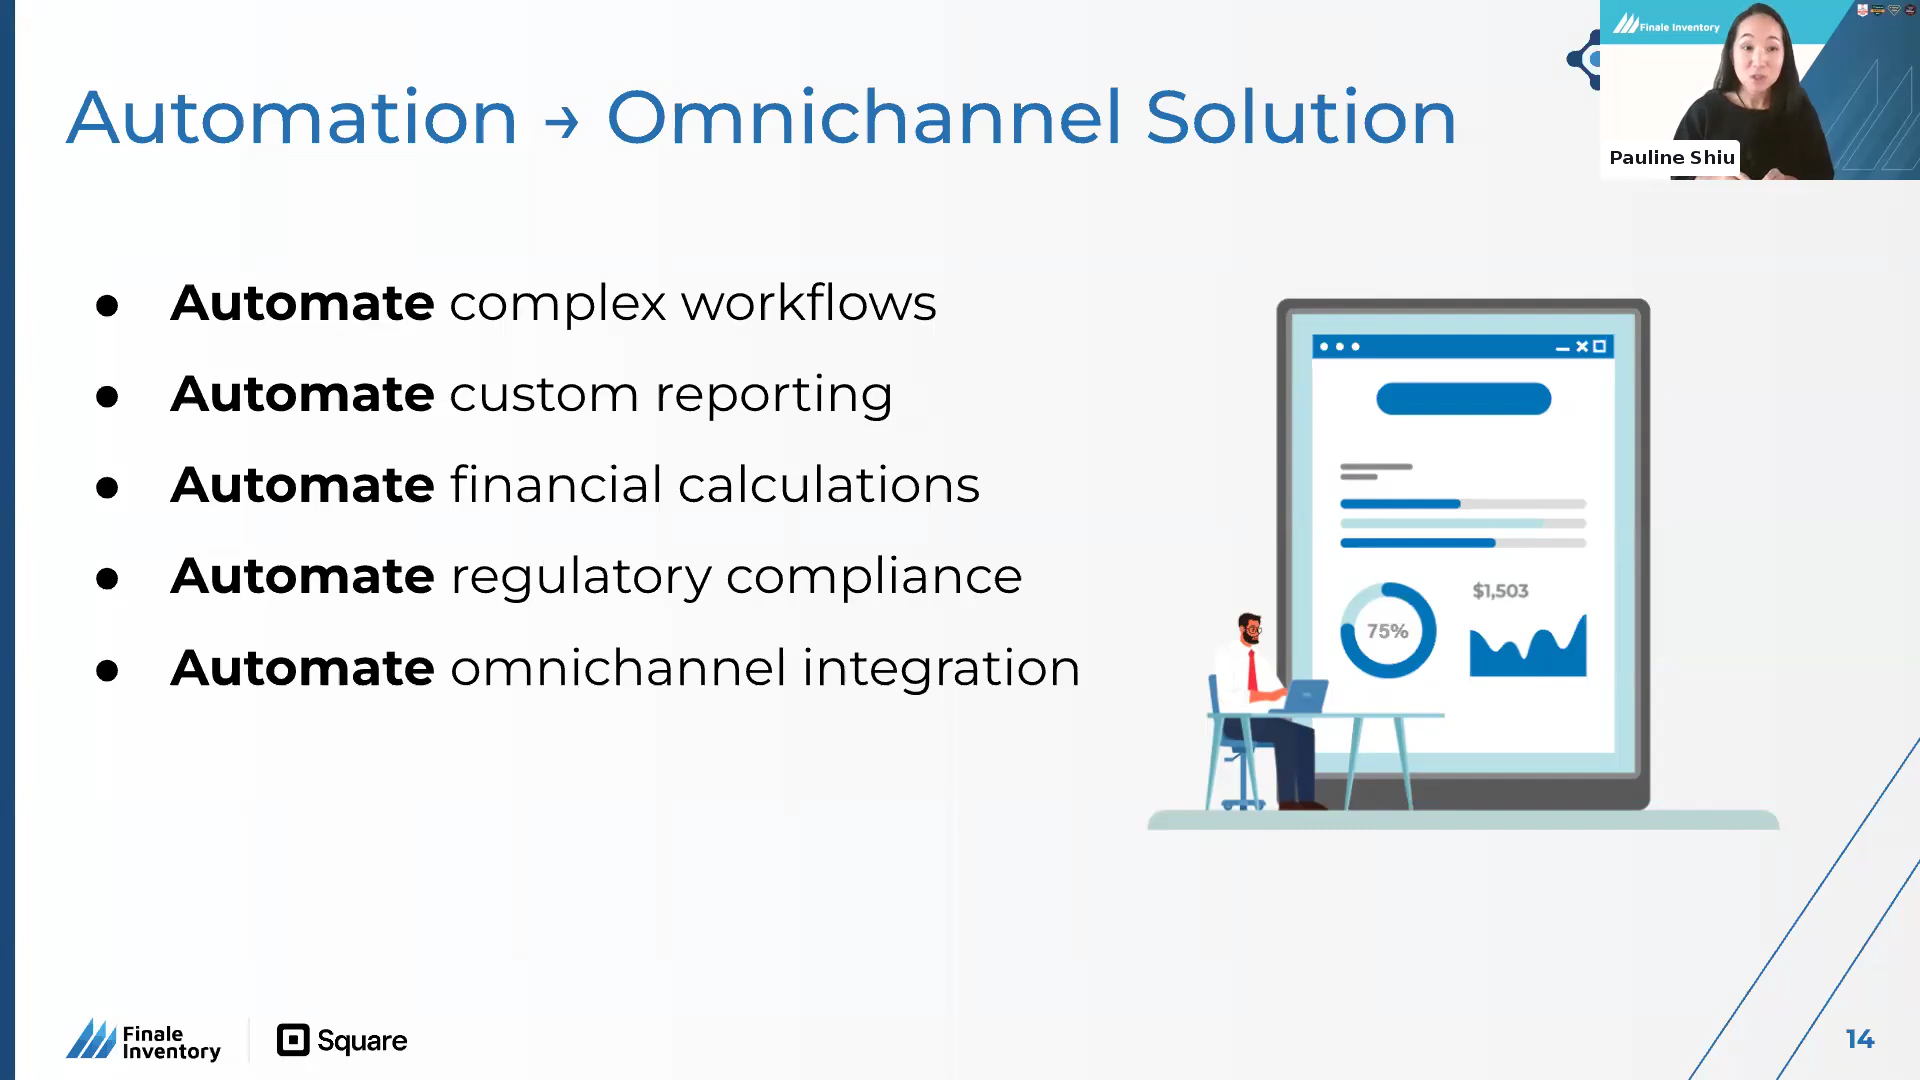 Automation → Omnichannel Solution
Finale Inventory
Pauline Shiu
● Automate complex workflows
● Automate custom reporting
● Automate financial calculations
● Automate regulatory compliance
● Automate omnichannel integration
$1,503
75%
Finale
Inventory
Square
14